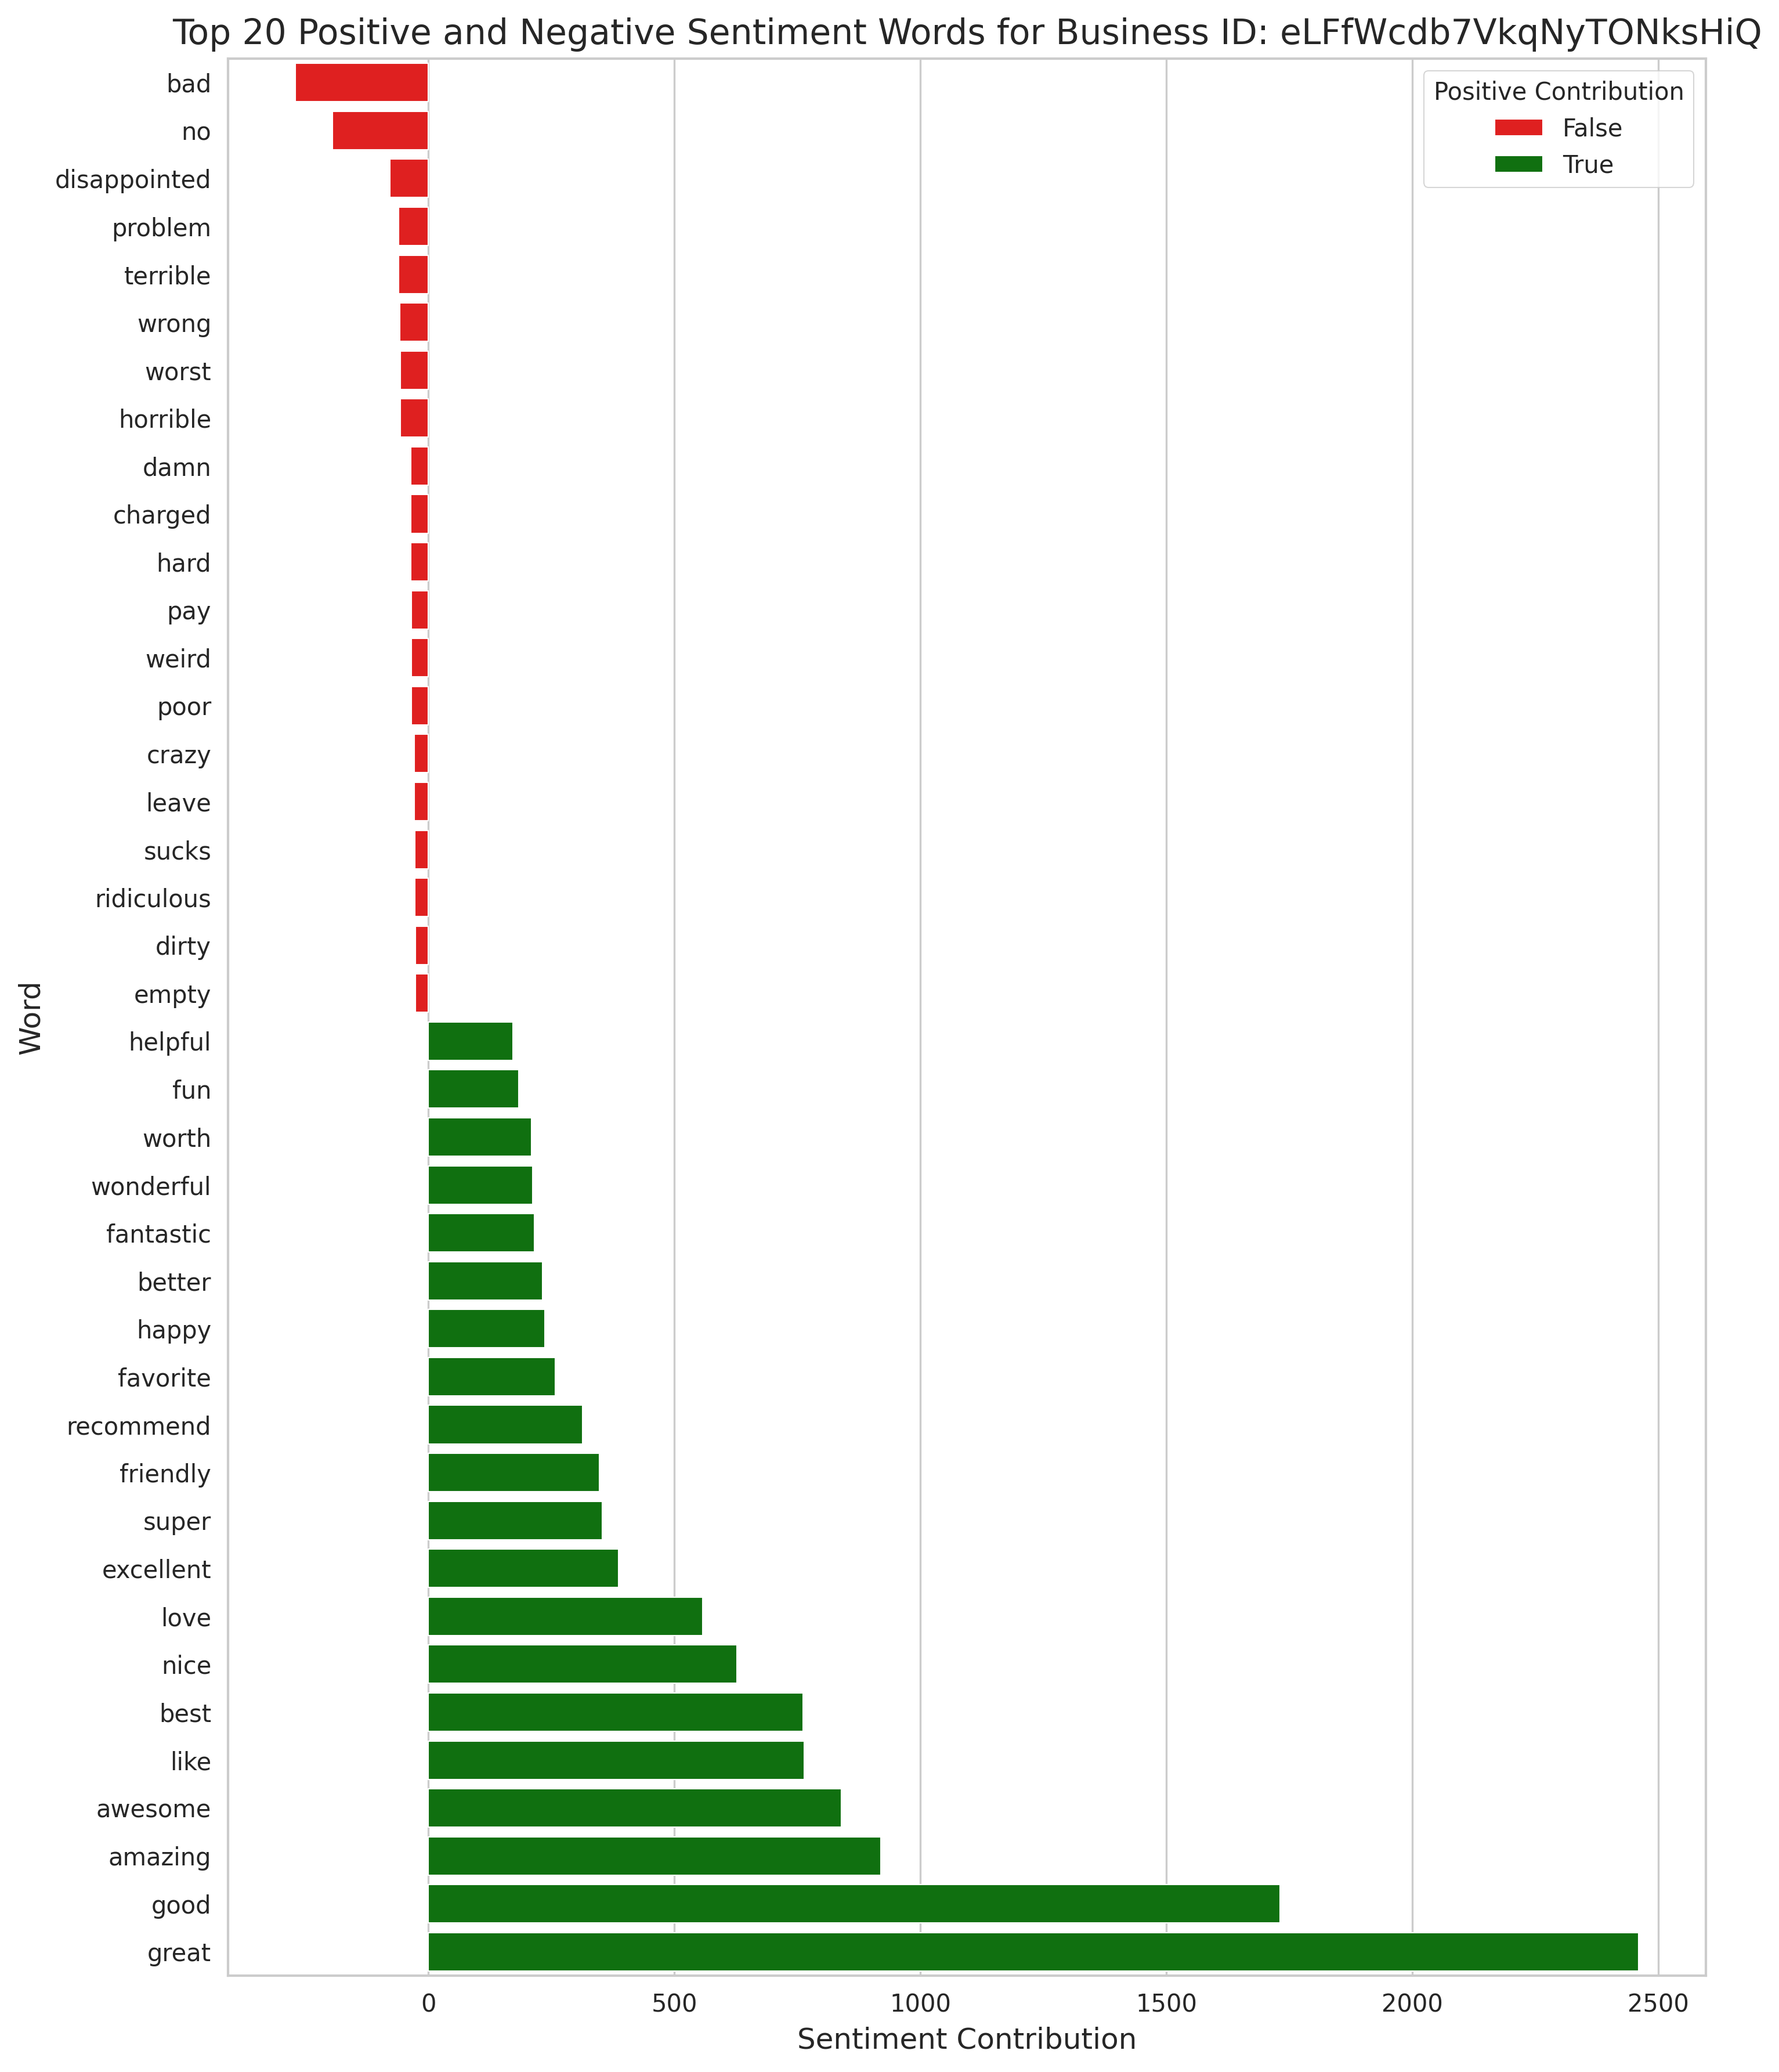 Top 20 Positive and Negative Sentiment Words for Business ID: eLFfWcdb7VkqNyTONksHiQ
Positive Contribution
False
True
bad
no
disappointed
problem
terrible
wrong
worst
horrible
damn
charged
hard
pay
weird
poor
crazy
leave
sucks
ridiculous
dirty
empty
helpful
fun
worth
wonderful
fantastic
better
happy
favorite
recommend
friendly
super
excellent
love
nice
best
like
awesome
amazing
good
great
Word
0 500 1000 1500 2000 2500
Sentiment Contribution